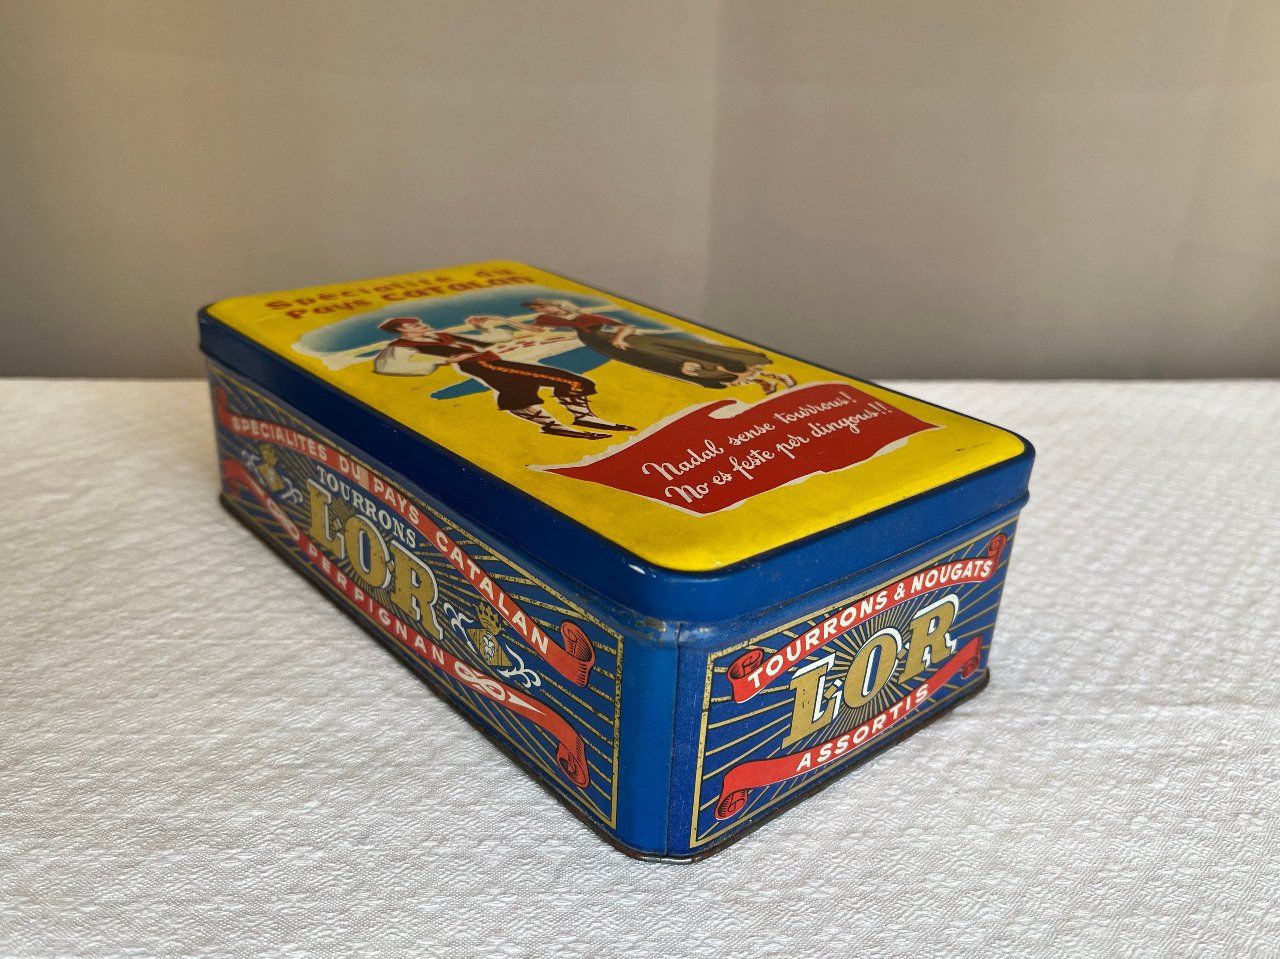 Spécialité du
Pays Catalan
Nadal sense tourrous!
No es feste per dinyous!!
SPECIALITES DU PAYS CATALAN
TOURRONS
L'OR
PERPIGNAN
TOURRONS & NOUGATS
L'OR
ASSORTIS